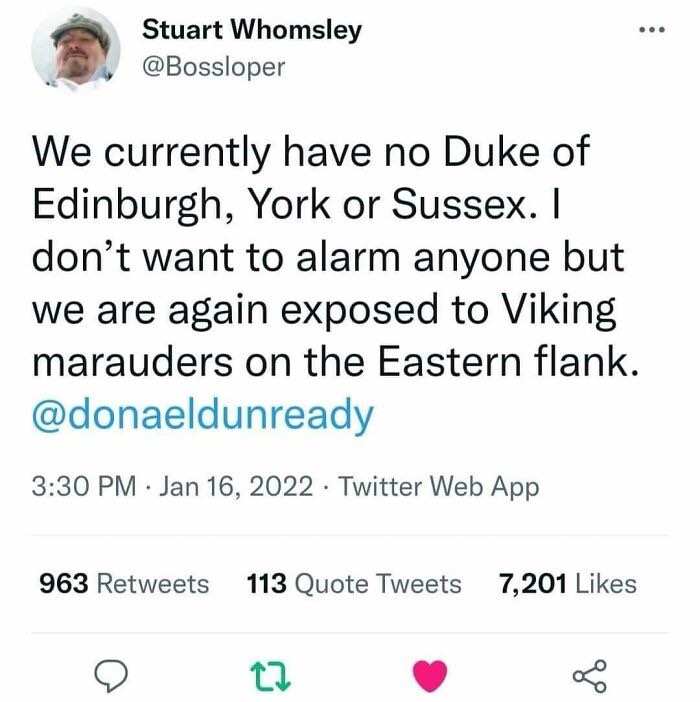 Stuart Whomsley
@Bossloper
We currently have no Duke of
Edinburgh, York or Sussex. I
don’t want to alarm anyone but
we are again exposed to Viking
marauders on the Eastern flank.
@donaeldunready
3:30 PM · Jan 16, 2022 · Twitter Web App
963 Retweets 113 Quote Tweets 7,201 Likes